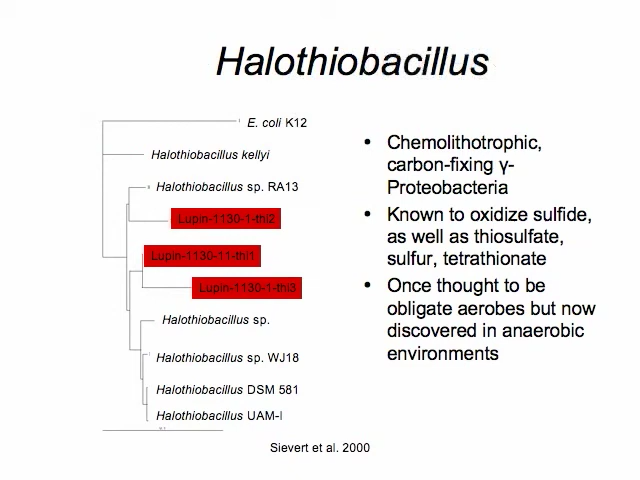 Halothiobacillus
E. coli K12
Halothiobacillus kellyi
Halothiobacillus sp. RA13
Lupin-1130-1-thi2
Lupin-1130-11-thi1
Lupin-1130-1-thi3
Halothiobacillus sp.
Halothiobacillus sp. WJ18
Halothiobacillus DSM 581
Halothiobacillus UAM-I
• Chemolithotrophic,
carbon-fixing γ-
Proteobacteria
• Known to oxidize sulfide,
as well as thiosulfate,
sulfur, tetrathionate
• Once thought to be
obligate aerobes but now
discovered in anaerobic
environments
Sievert et al. 2000